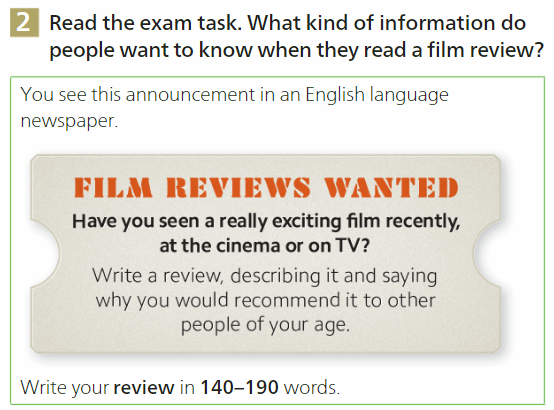 2 Read the exam task. What kind of information do
people want to know when they read a film review?
You see this announcement in an English language
newspaper.
FILM REVIEWS WANTED
Have you seen a really exciting film recently,
at the cinema or on TV?
Write a review, describing it and saying
why you would recommend it to other
people of your age.
Write your review in 140–190 words.